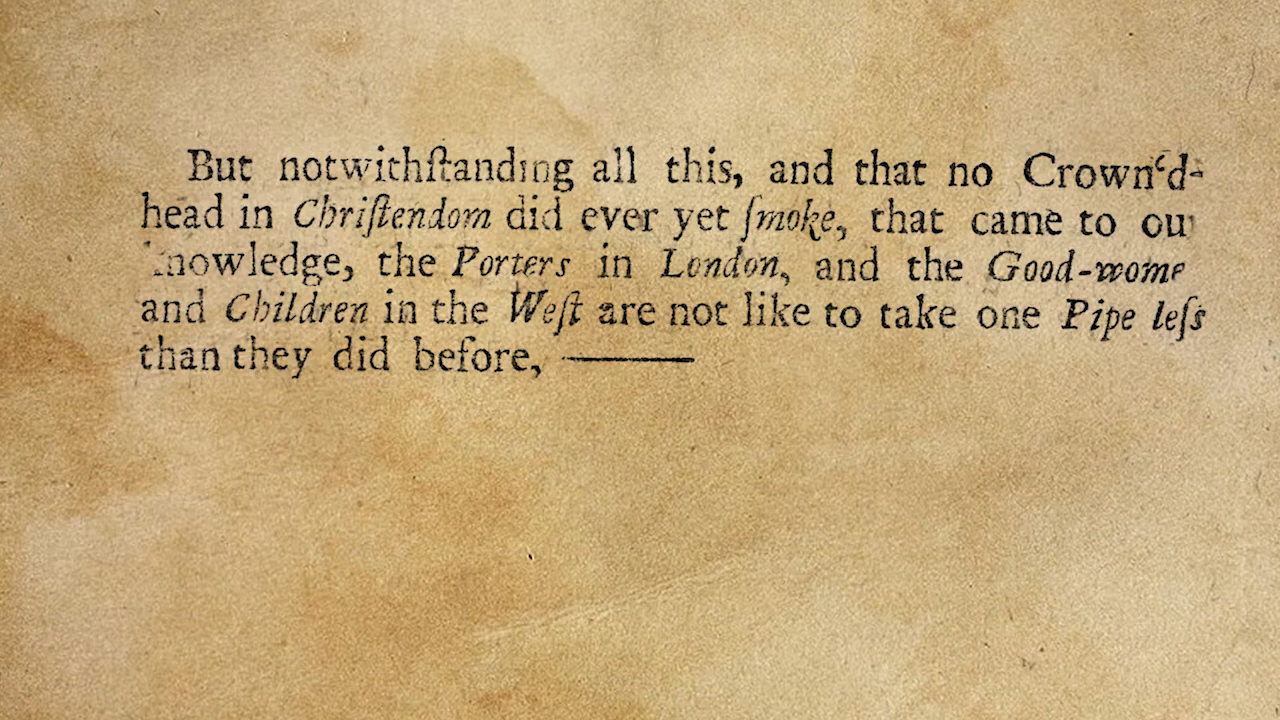 But notwithſtanding all this, and that no Crown'd-
head in Chriſtendom did ever yet ſmoke, that came to ou
nowledge, the Porters in London, and the Good-wome
and Children in the Weſt are not like to take one Pipe leſs
than they did before, ——